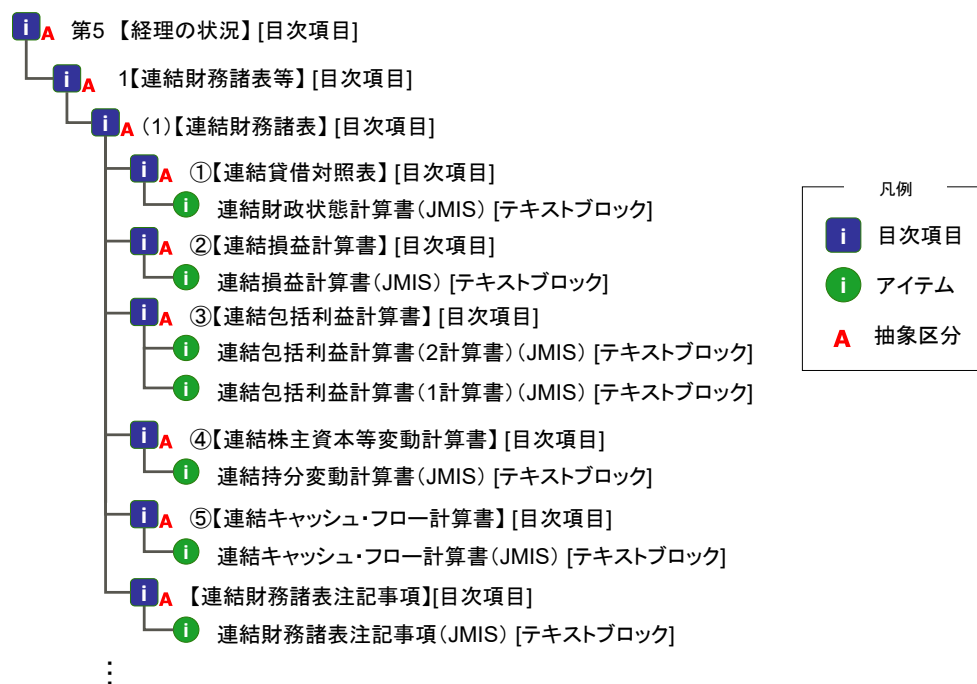 i A 第5 【経理の状況】 [目次項目]
i A 1【連結財務諸表等】 [目次項目]
i A (1)【連結財務諸表】 [目次項目]
i A ①【連結貸借対照表】 [目次項目]
i 連結財政状態計算書(JMIS) [テキストブロック]
i A ②【連結損益計算書】 [目次項目]
i 連結損益計算書(JMIS) [テキストブロック]
i A ③【連結包括利益計算書】 [目次項目]
i 連結包括利益計算書(2計算書)(JMIS) [テキストブロック]
i 連結包括利益計算書(1計算書)(JMIS) [テキストブロック]
i A ④【連結株主資本等変動計算書】 [目次項目]
i 連結持分変動計算書(JMIS) [テキストブロック]
i A ⑤【連結キャッシュ・フロー計算書】 [目次項目]
i 連結キャッシュ・フロー計算書(JMIS) [テキストブロック]
i A 【連結財務諸表注記事項】[目次項目]
i 連結財務諸表注記事項(JMIS) [テキストブロック]
⋮
凡例
i 目次項目
i アイテム
A 抽象区分